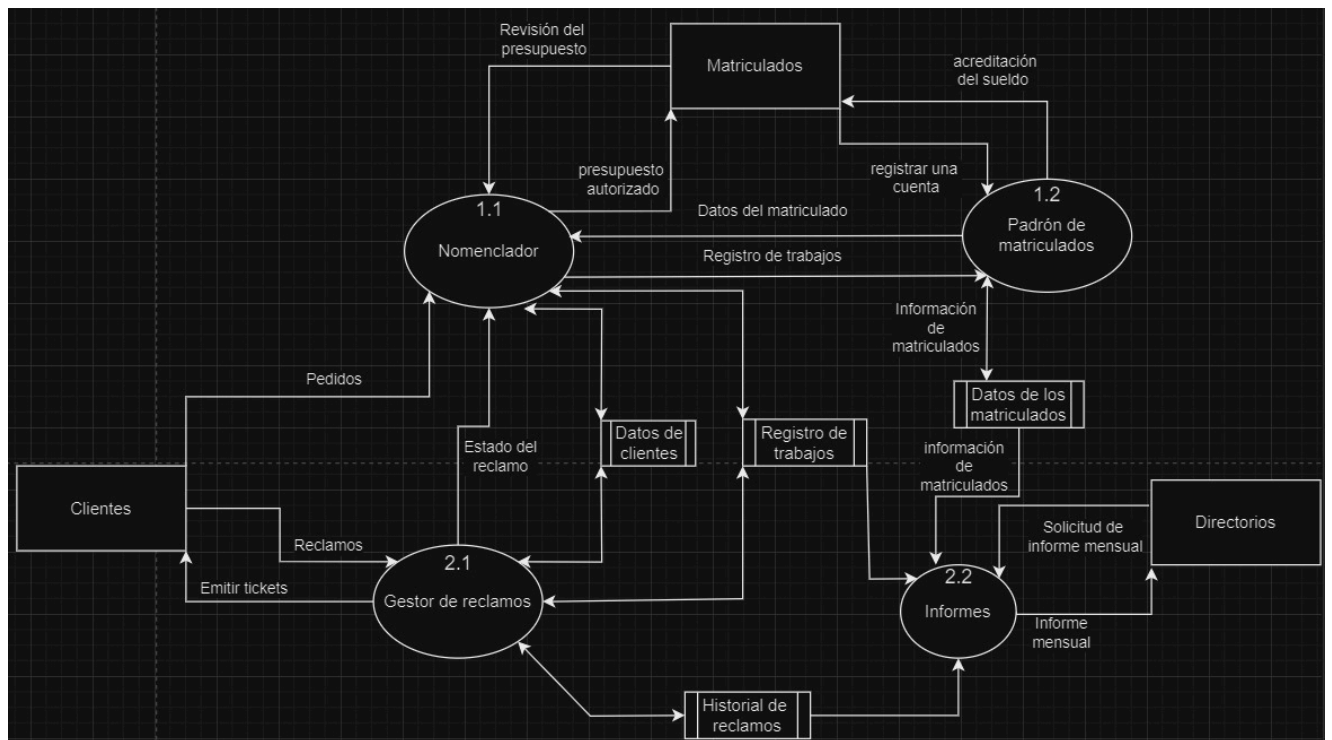 Revisión del
presupuesto
Matriculados
acreditación
del sueldo
presupuesto
autorizado
registrar una
cuenta
1.1
Nomenclador
Datos del matriculado
Registro de trabajos
1.2
Padrón de
matriculados
Información
de
matriculados
Pedidos
Datos de los
matriculados
Estado del
reclamo
Datos de
clientes
Registro de
trabajos
información
de
matriculados
Clientes
Directorios
Solicitud de
informe mensual
Reclamos
Emitir tickets
2.1
Gestor de reclamos
2.2
Informes
Informe
mensual
Historial de
reclamos